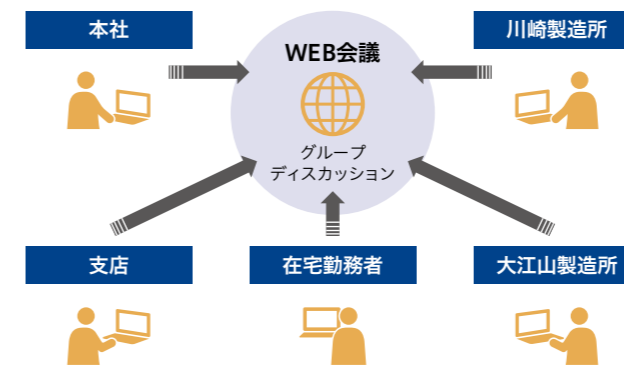 本社
WEB会議
川崎製造所
グループ
ディスカッション
支店
在宅勤務者
大江山製造所